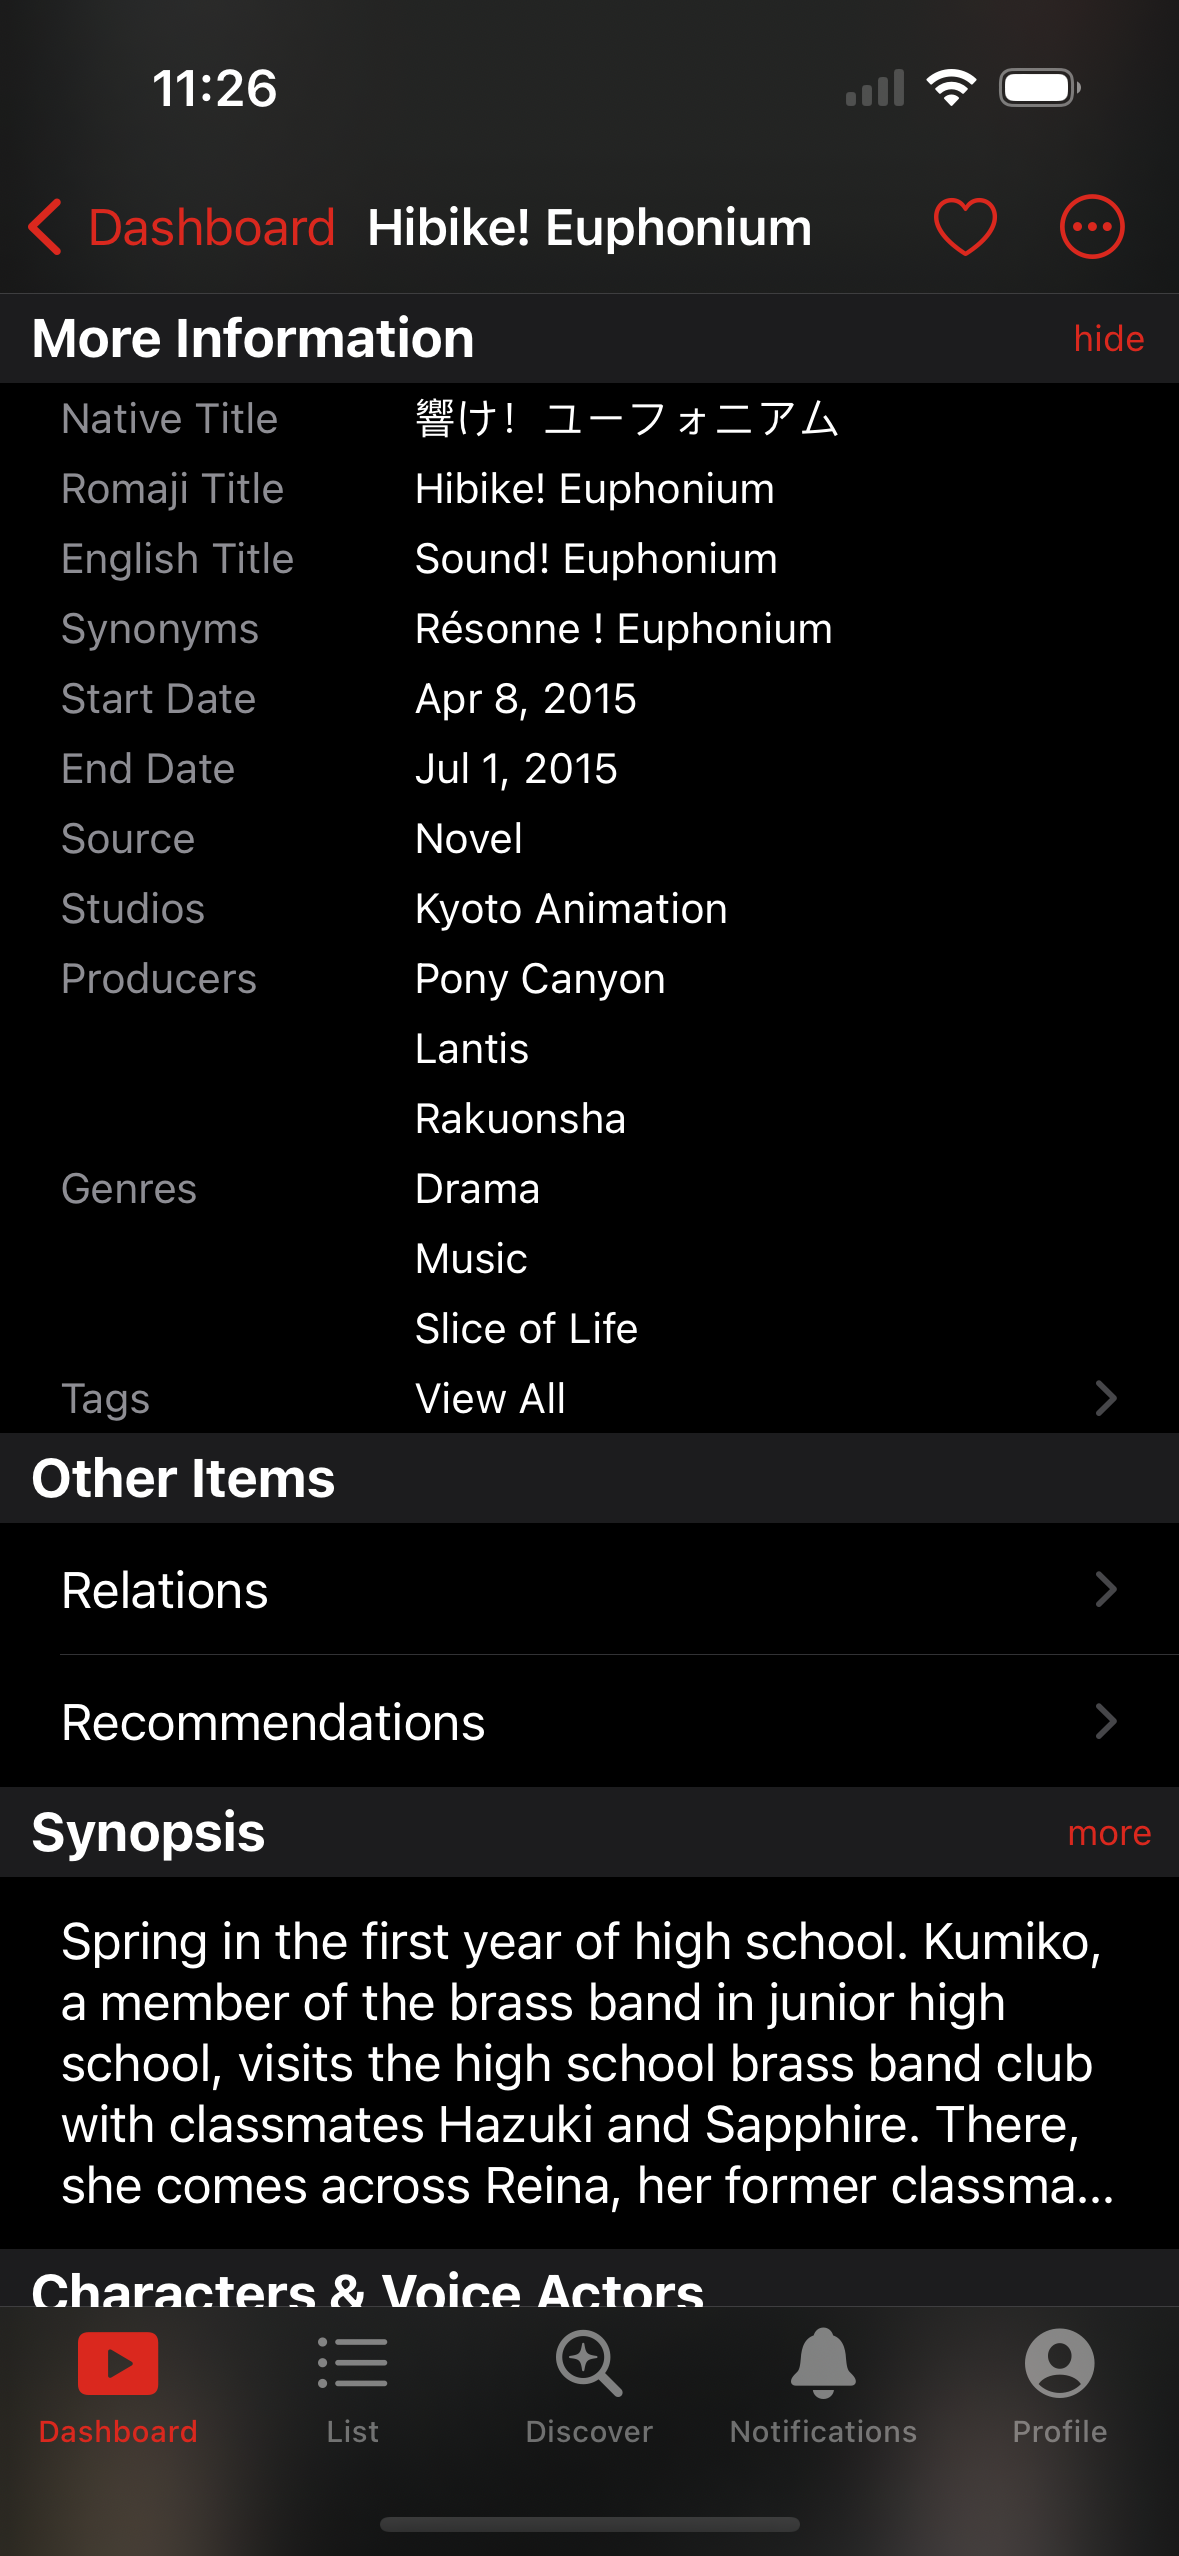 11:26
Dashboard Hibike! Euphonium
More Information hide
Native Title 響け！ユーフォニアム
Romaji Title Hibike! Euphonium
English Title Sound! Euphonium
Synonyms Résonne ! Euphonium
Start Date Apr 8, 2015
End Date Jul 1, 2015
Source Novel
Studios Kyoto Animation
Producers Pony Canyon
Lantis
Rakuonsha
Genres Drama
Music
Slice of Life
Tags View All
Other Items
Relations
Recommendations
Synopsis more
Spring in the first year of high school. Kumiko,
a member of the brass band in junior high
school, visits the high school brass band club
with classmates Hazuki and Sapphire. There,
she comes across Reina, her former classma...
Characters & Voice Actors
Dashboard List Discover Notifications Profile